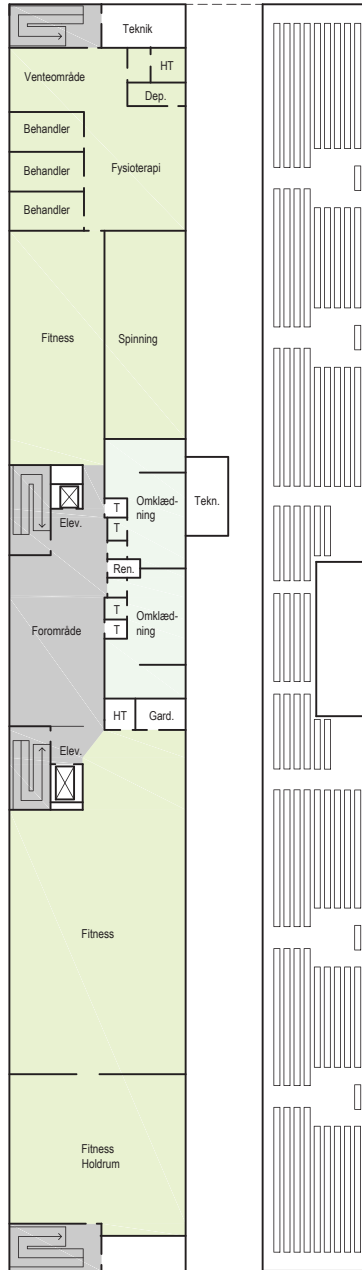 Teknik
Venteområde
HT
Dep.
Behandler
Behandler
Fysioterapi
Behandler
Fitness
Spinning
Omklæd-
ning
T
Tekn.
Elev.
T
Ren.
Omklæd-
ning
T
Forområde
T
HT
Gard.
Elev.
Fitness
Fitness
Holdrum